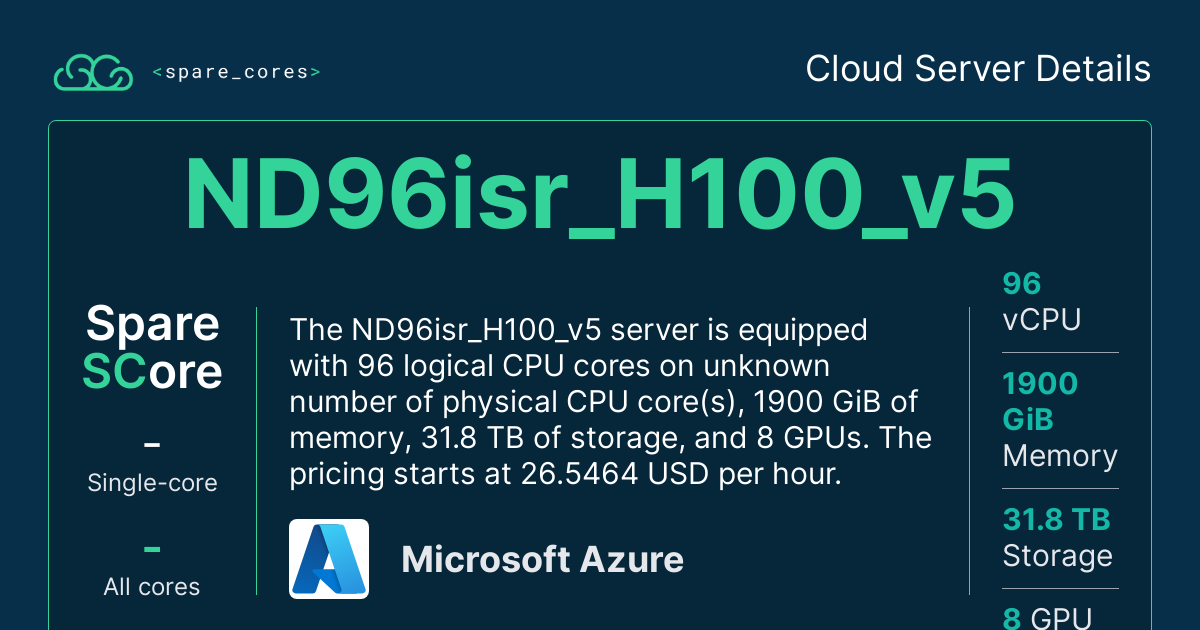 <spare_cores>
Cloud Server Details
ND96isr_H100_v5
Spare
SCore
-
Single-core
-
All cores
The ND96isr_H100_v5 server is equipped
with 96 logical CPU cores on unknown
number of physical CPU core(s), 1900 GiB of
memory, 31.8 TB of storage, and 8 GPUs. The
pricing starts at 26.5464 USD per hour.
Microsoft Azure
96
vCPU
1900
GiB
Memory
31.8 TB
Storage
8 GPU